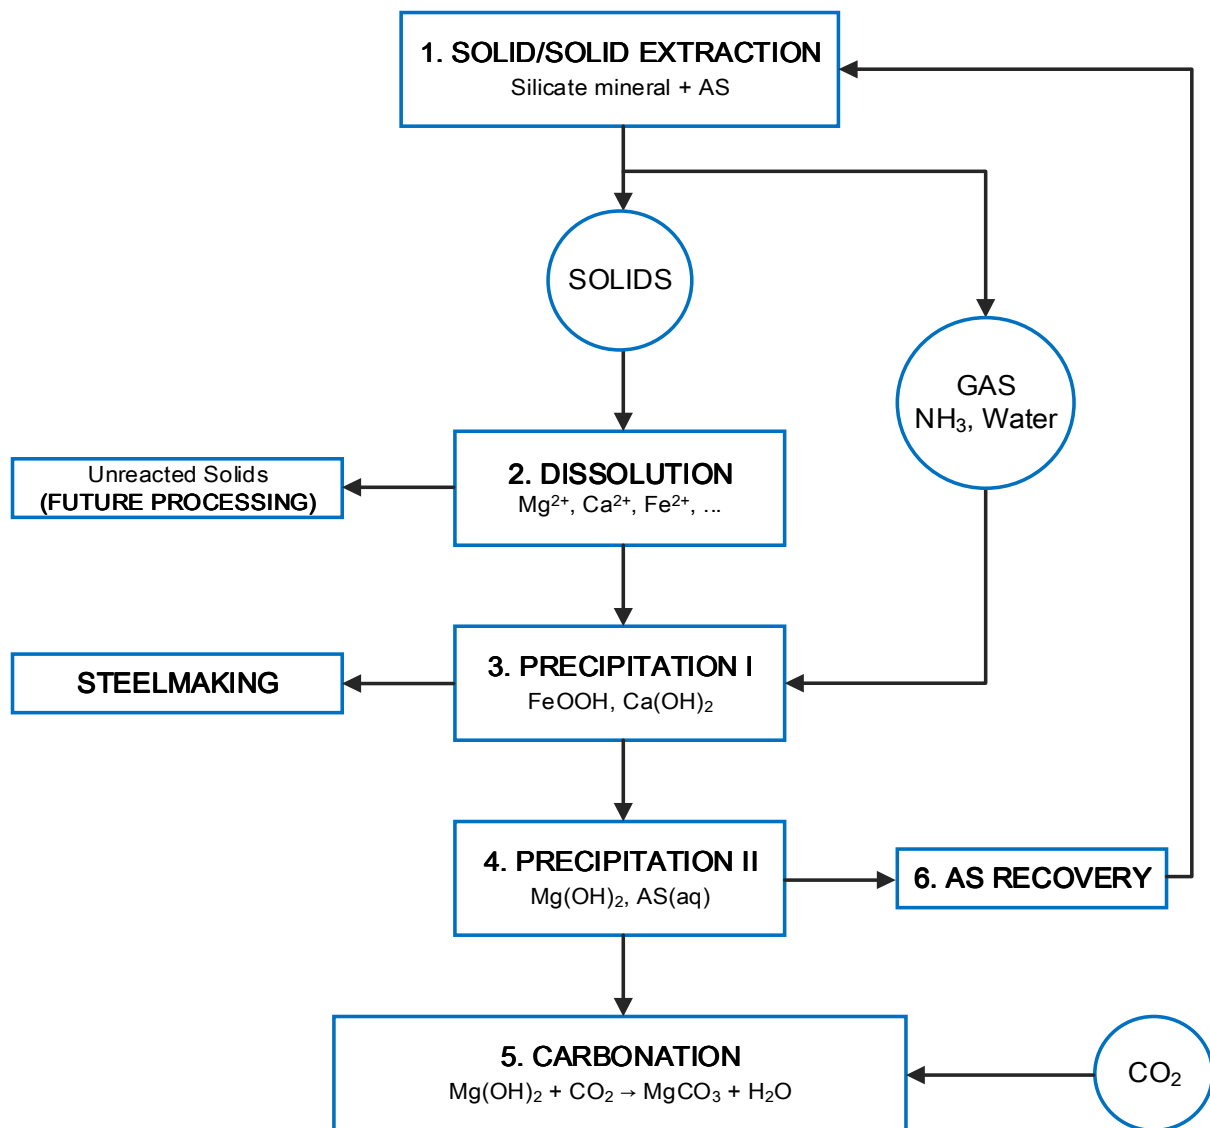 1. SOLID/SOLID EXTRACTION
Silicate mineral + AS
SOLIDS
GAS
NH₃, Water
Unreacted Solids
(FUTURE PROCESSING)
2. DISSOLUTION
Mg²⁺, Ca²⁺, Fe²⁺, ...
STEELMAKING
3. PRECIPITATION I
FeOOH, Ca(OH)₂
4. PRECIPITATION II
Mg(OH)₂, AS(aq)
6. AS RECOVERY
5. CARBONATION
Mg(OH)₂ + CO₂ → MgCO₃ + H₂O
CO₂